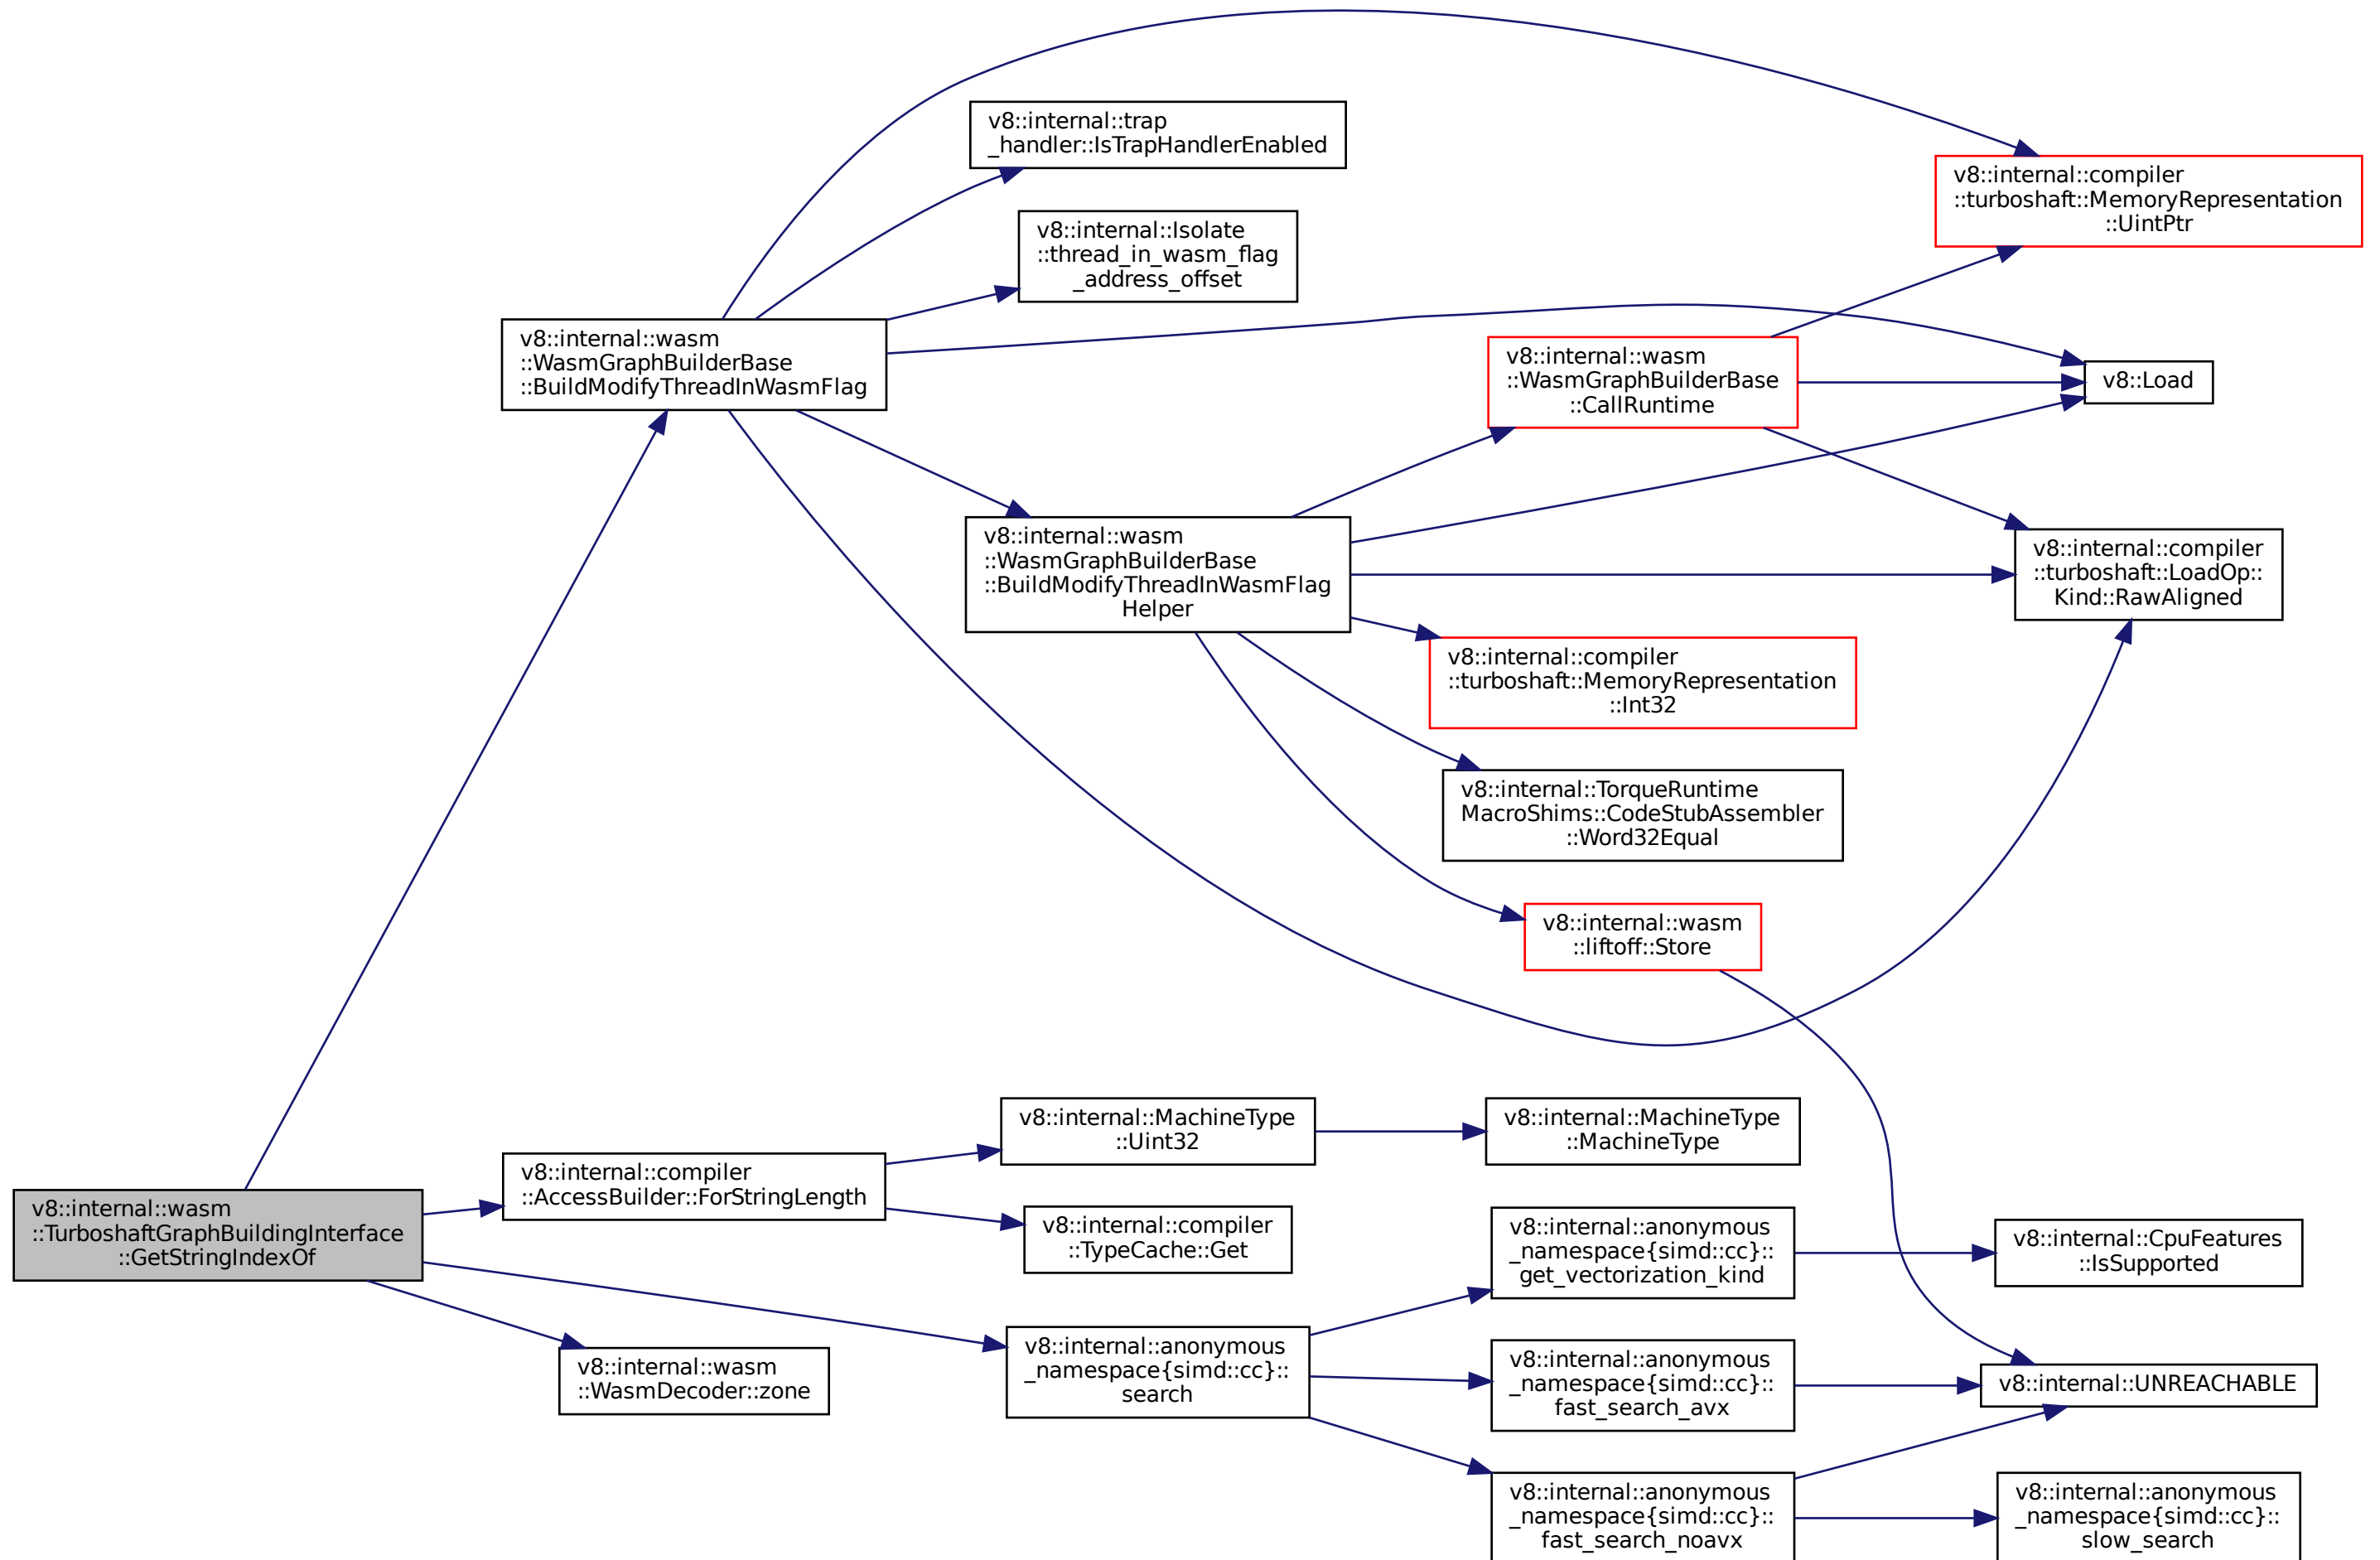 v8::internal::trap
_handler::IsTrapHandlerEnabled
v8::internal::compiler
::turboshaft::MemoryRepresentation
::UintPtr
v8::internal::Isolate
::thread_in_wasm_flag
_address_offset
v8::internal::wasm
::WasmGraphBuilderBase
::BuildModifyThreadInWasmFlag
v8::internal::wasm
::WasmGraphBuilderBase
::CallRuntime
v8::Load
v8::internal::wasm
::WasmGraphBuilderBase
::BuildModifyThreadInWasmFlag
Helper
v8::internal::compiler
::turboshaft::LoadOp::
Kind::RawAligned
v8::internal::compiler
::turboshaft::MemoryRepresentation
::Int32
v8::internal::TorqueRuntime
MacroShims::CodeStubAssembler
::Word32Equal
v8::internal::wasm
::liftoff::Store
v8::internal::MachineType
::Uint32
v8::internal::MachineType
::MachineType
v8::internal::compiler
::AccessBuilder::ForStringLength
v8::internal::wasm
::TurboshaftGraphBuildingInterface
::GetStringIndexOf
v8::internal::compiler
::TypeCache::Get
v8::internal::anonymous
_namespace{simd::cc}::
get_vectorization_kind
v8::internal::CpuFeatures
::IsSupported
v8::internal::anonymous
_namespace{simd::cc}::
search
v8::internal::wasm
::WasmDecoder::zone
v8::internal::anonymous
_namespace{simd::cc}::
fast_search_avx
v8::internal::UNREACHABLE
v8::internal::anonymous
_namespace{simd::cc}::
fast_search_noavx
v8::internal::anonymous
_namespace{simd::cc}::
slow_search